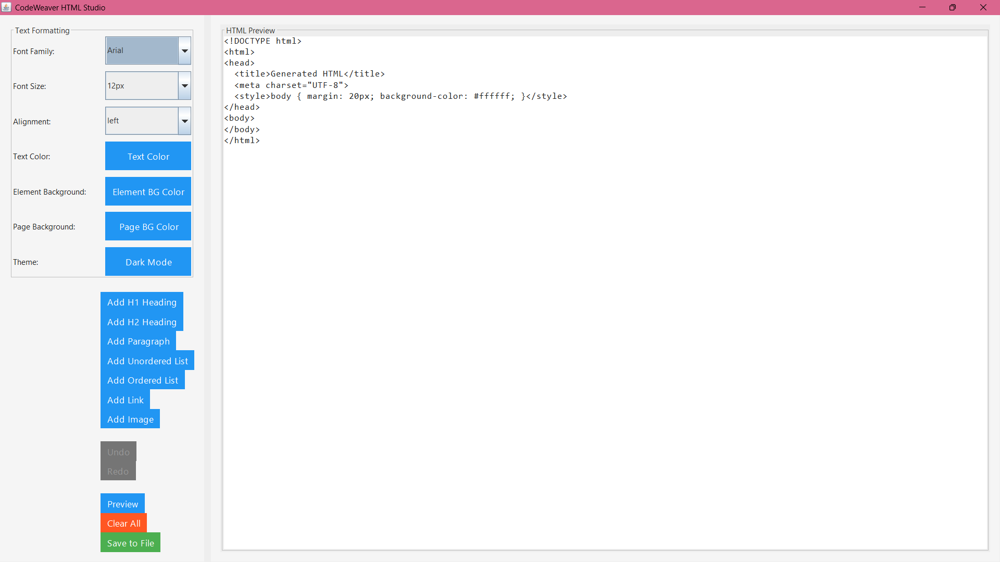 CodeWeaver HTML Studio
Text Formatting
Font Family:
Arial
Font Size:
12px
Alignment:
left
Text Color:
Text Color
Element Background:
Element BG Color
Page Background:
Page BG Color
Theme:
Dark Mode
Add H1 Heading
Add H2 Heading
Add Paragraph
Add Unordered List
Add Ordered List
Add Link
Add Image
Undo
Redo
Preview
Clear All
Save to File
HTML Preview
<!DOCTYPE html>
<html>
<head>
  <title>Generated HTML</title>
  <meta charset="UTF-8">
  <style>body { margin: 20px; background-color: #ffffff; }</style>
</head>
<body>
</body>
</html>